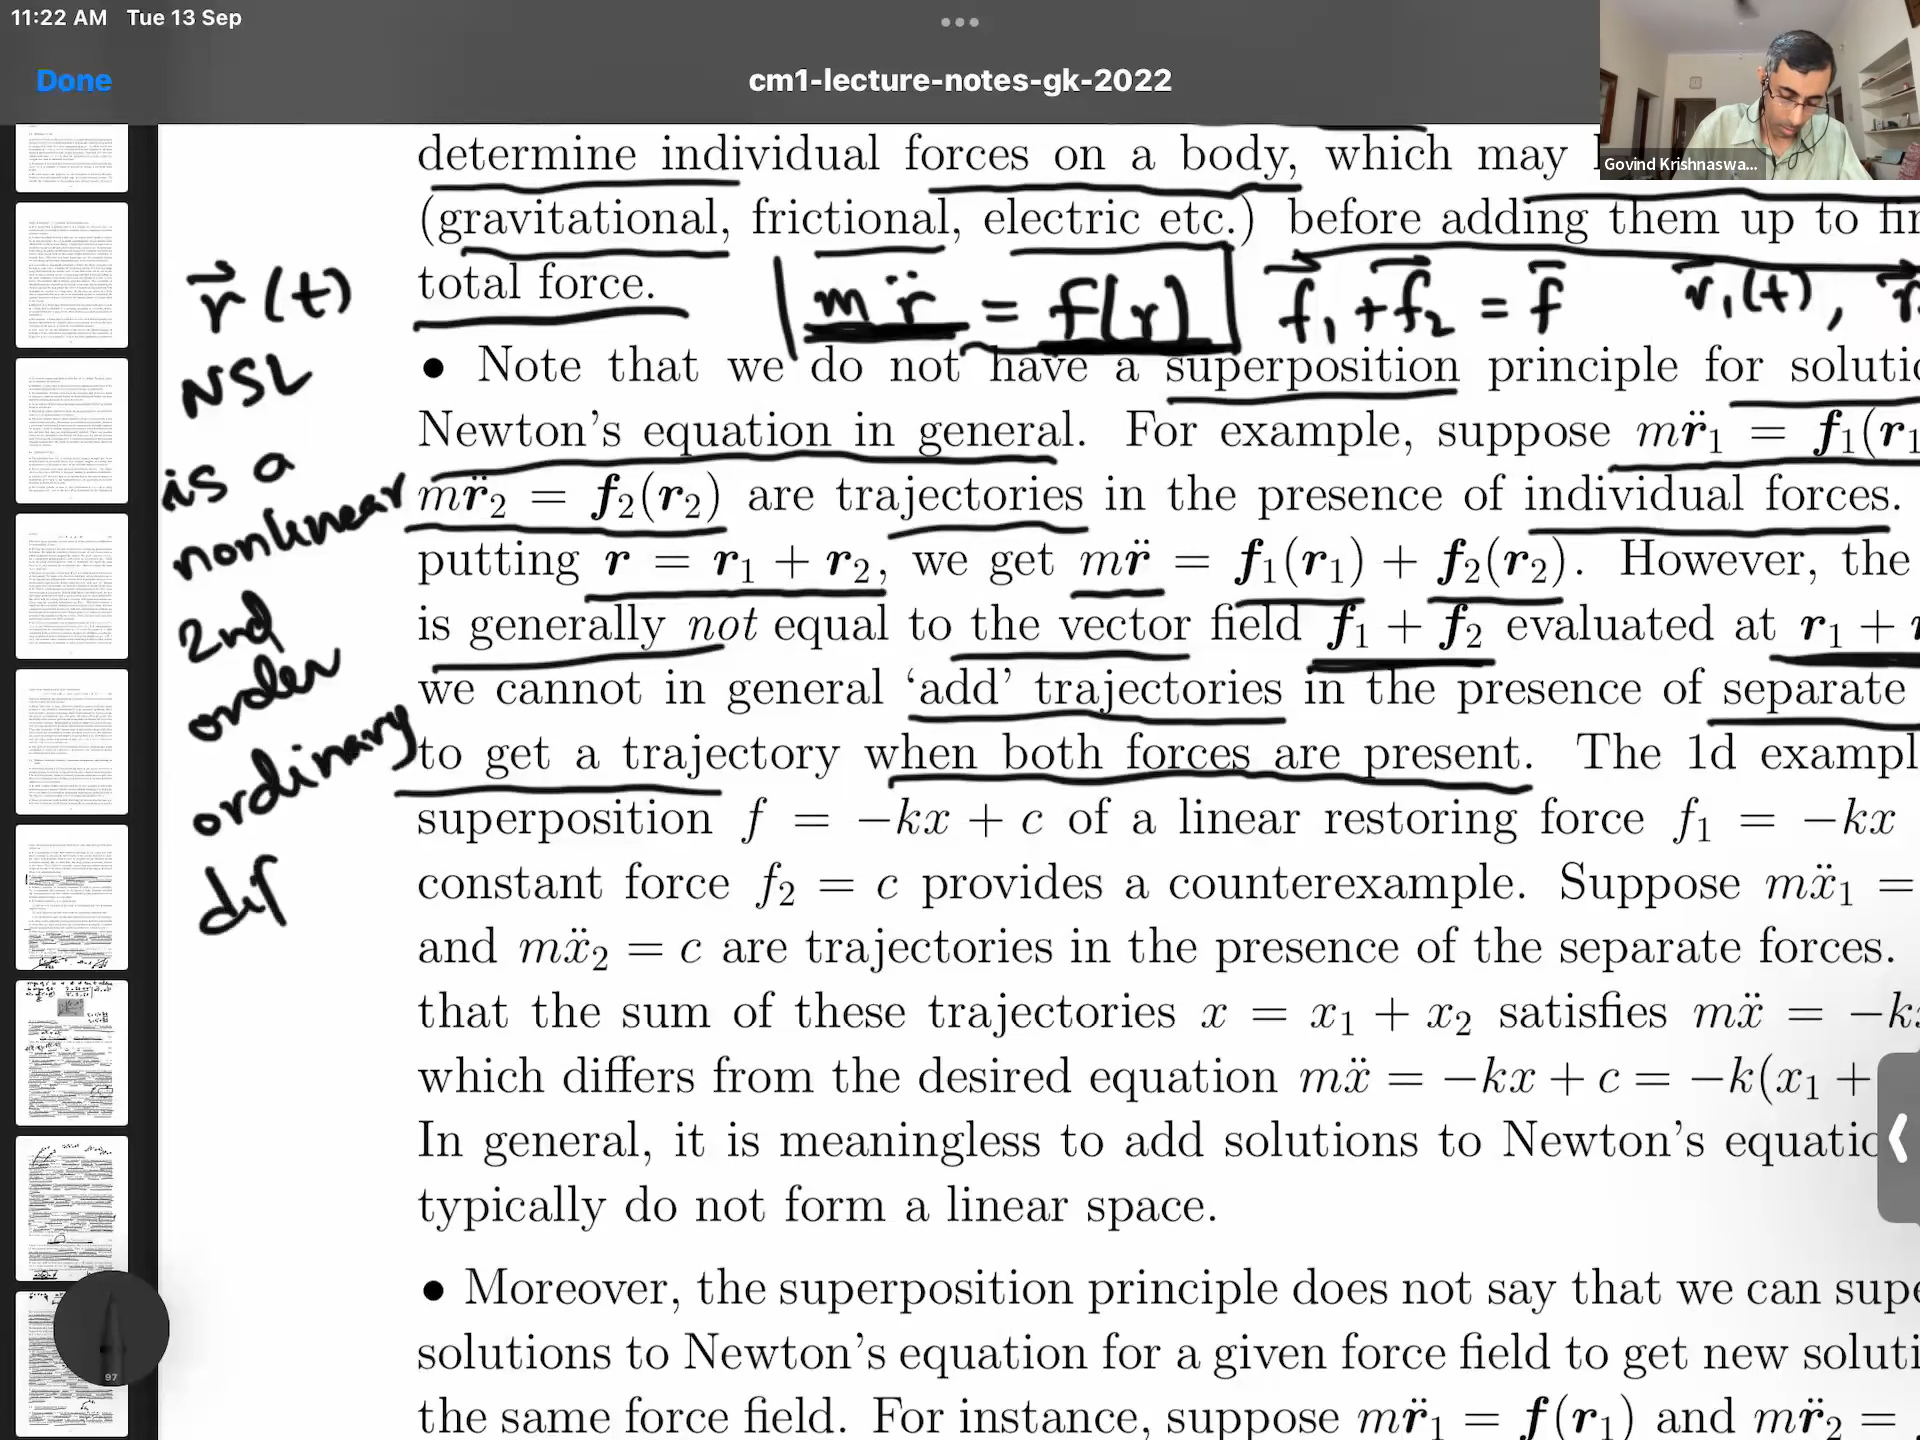 11:22 AM Tue 13 Sep
Done
cm1-lecture-notes-gk-2022
Govind Krishnaswa...
determine individual forces on a body, which may
(gravitational, frictional, electric etc.) before adding them up to
total force.
m r̈ = f(r) f⃗₁ + f⃗₂ = f⃗ r⃗₁(t),
r⃗(t)
NSL
is a
nonlinear
2nd
order
ordinary
dif
• Note that we do not have a superposition principle for
Newton's equation in general. For example, suppose mr̈₁ = f₁(r₁
mr̈₂ = f₂(r₂) are trajectories in the presence of individual forces.
putting r = r₁ + r₂, we get mr̈ = f₁(r₁) + f₂(r₂). However, the
is generally not equal to the vector field f₁ + f₂ evaluated at r₁ +
we cannot in general 'add' trajectories in the presence of separate
to get a trajectory when both forces are present. The 1d
superposition f = −kx + c of a linear restoring force f₁ = −kx
constant force f₂ = c provides a counterexample. Suppose mẍ₁ =
and mẍ₂ = c are trajectories in the presence of the separate forces.
that the sum of these trajectories x = x₁ + x₂ satisfies mẍ = −k
which differs from the desired equation mẍ = −kx + c = −k(x₁ +
In general, it is meaningless to add solutions to Newton's
typically do not form a linear space.
• Moreover, the superposition principle does not say that we can
solutions to Newton's equation for a given force field to get new
the same force field. For instance, suppose mr̈₁ = f(r₁) and mr̈₂ =
97